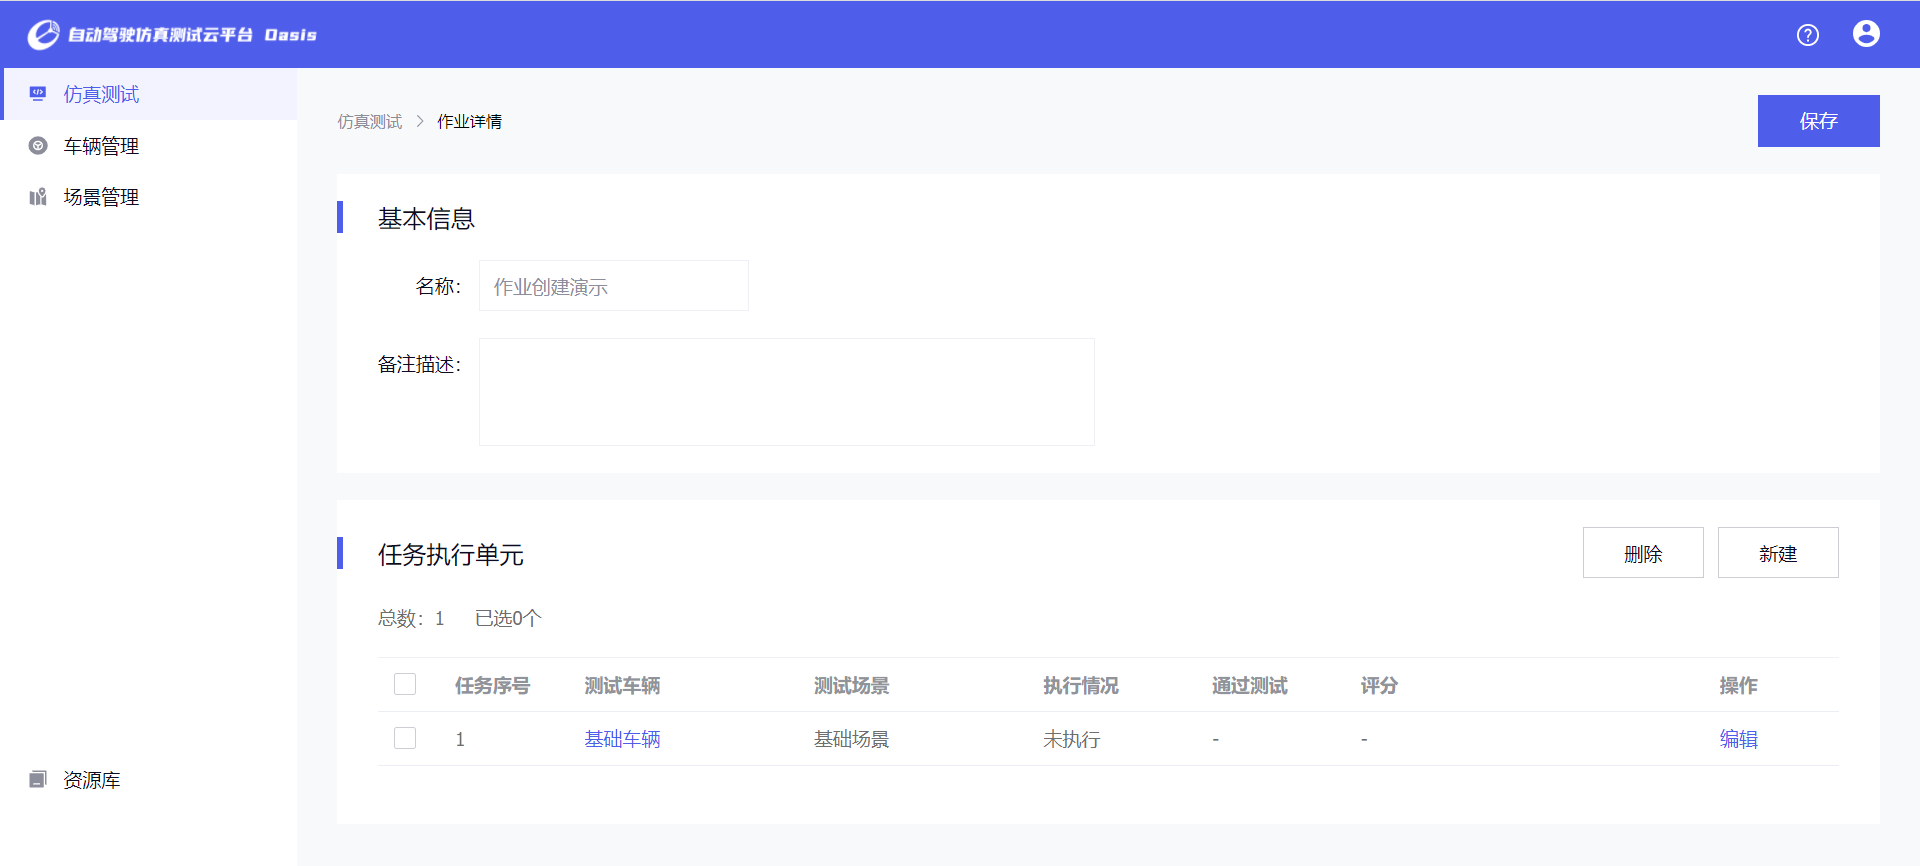 自动驾驶仿真测试云平台 Oasis
仿真测试
车辆管理
场景管理
资源库
仿真测试 > 作业详情
保存
基本信息
名称: 作业创建演示
备注描述:
任务执行单元
删除 新建
总数: 1 已选0个
任务序号 测试车辆 测试场景 执行情况 通过测试 评分 操作
1 基础车辆 基础场景 未执行 - - 编辑